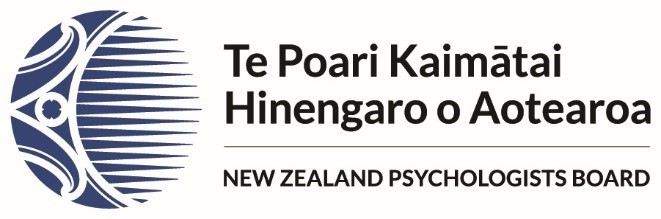 Te Poari Kaimātai
Hinengaro o Aotearoa
NEW ZEALAND PSYCHOLOGISTS BOARD